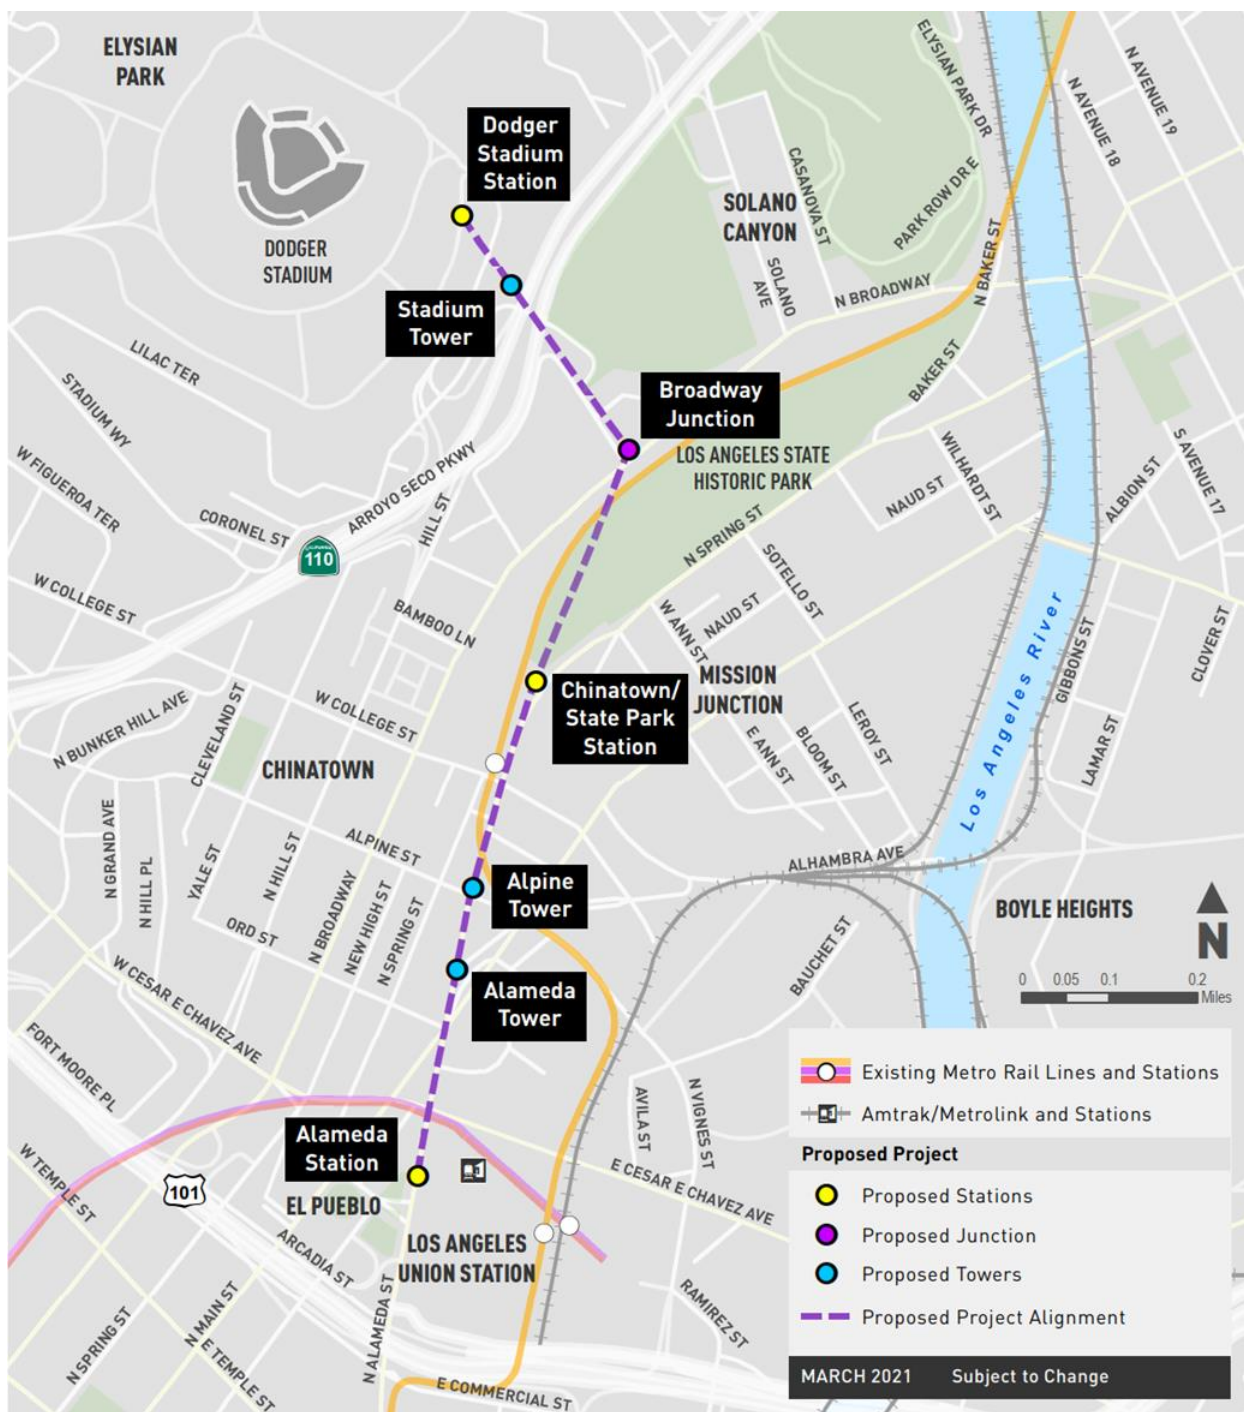 ELYSIAN
PARK
Dodger
Stadium
Station
DODGER
STADIUM
Stadium
Tower
SOLANO
CANYON
CASANOVA ST
SOLANO
AVE
ELYSIAN PARK DR
PARK ROW DR E
N BROADWAY
N BAKER ST
BAKER ST
N AVENUE 19
N AVENUE 18
S AVENUE 17
ALBION ST
CLOVER ST
GIBBONS ST
LAMAR ST
Los Angeles River
Broadway
Junction
LOS ANGELES STATE
HISTORIC PARK
N SPRING ST
WILHARDT ST
NAUD ST
SOTELLO ST
NAUD ST
W ANN ST
MISSION
JUNCTION
LEROY ST
BLOOM ST
E ANN ST
LILAC TER
STADIUM WY
W FIGUEROA TER
CORONEL ST
ARROYO SECO PKWY
HILL ST
CALIFORNIA
110
W COLLEGE ST
BAMBOO LN
Chinatown/
State Park
Station
W COLLEGE ST
N BUNKER HILL AVE
CLEVELAND ST
CHINATOWN
N GRAND AVE
N HILL PL
YALE ST
N HILL ST
ALPINE ST
ORD ST
N BROADWAY
NEW HIGH ST
N SPRING ST
Alpine
Tower
Alameda
Tower
ALHAMBRA AVE
BAUCHET ST
BOYLE HEIGHTS
N
0 0.05 0.1 0.2
Miles
W CESAR E CHAVEZ AVE
FORT MOORE PL
W TEMPLE ST
101
Alameda
Station
EL PUEBLO
LOS ANGELES
UNION STATION
AVILA ST
N VIGNES ST
E CESAR E CHAVEZ AVE
ARCADIA ST
N SPRING ST
N MAIN ST
E TEMPLE ST
N ALAMEDA ST
E COMMERCIAL ST
RAMIREZ ST
Existing Metro Rail Lines and Stations
Amtrak/Metrolink and Stations
Proposed Project
Proposed Stations
Proposed Junction
Proposed Towers
Proposed Project Alignment
MARCH 2021 Subject to Change